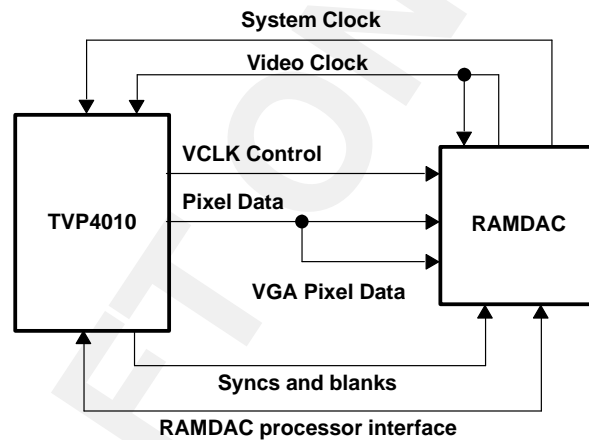 System Clock
Video Clock
VCLK Control
TVP4010
Pixel Data
RAMDAC
VGA Pixel Data
Syncs and blanks
RAMDAC processor interface